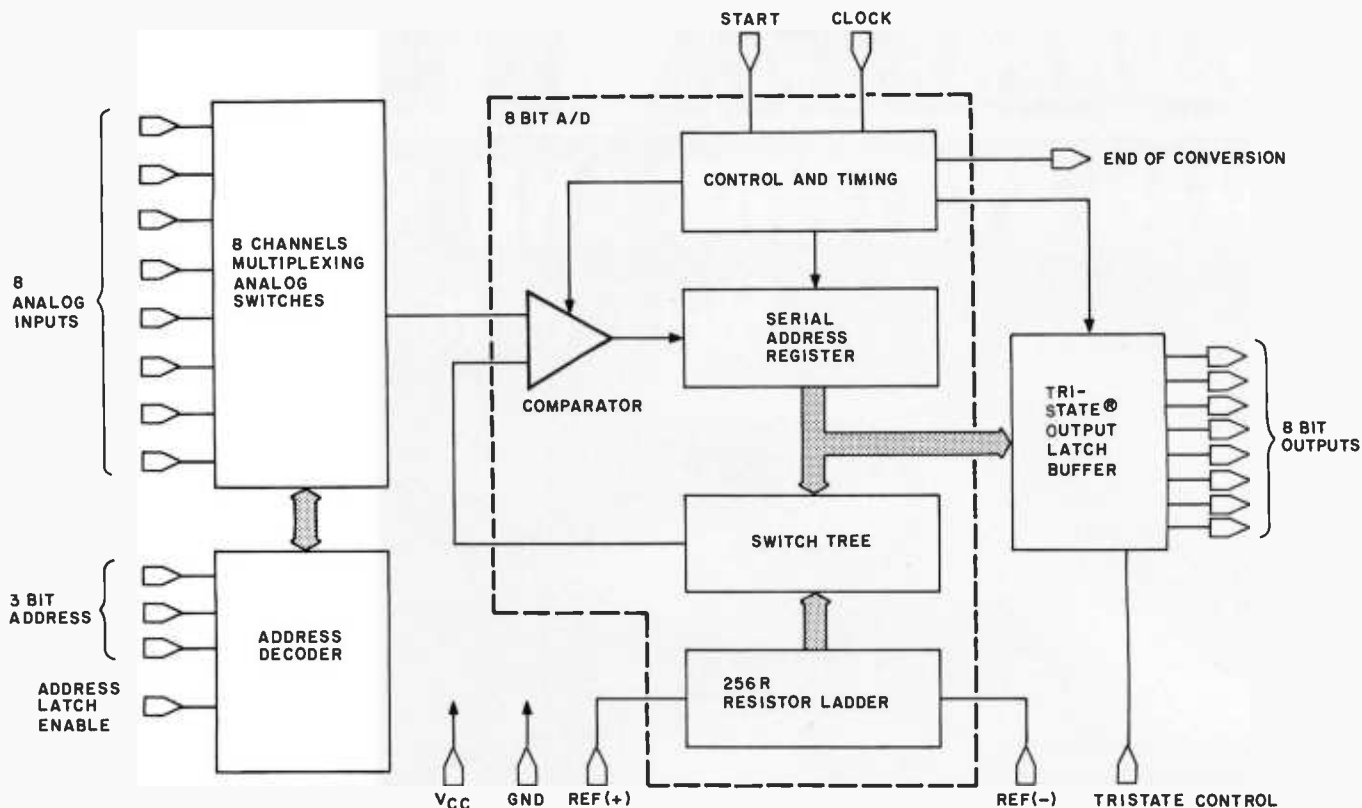 START
CLOCK
8 BIT A/D
CONTROL AND TIMING
END OF CONVERSION
8 CHANNELS
MULTIPLEXING
ANALOG
SWITCHES
8
ANALOG
INPUTS
SERIAL
ADDRESS
REGISTER
COMPARATOR
TRI-
STATE®
OUTPUT
LATCH
BUFFER
8 BIT
OUTPUTS
SWITCH TREE
3 BIT
ADDRESS
ADDRESS
DECODER
ADDRESS
LATCH
ENABLE
256R
RESISTOR LADDER
VCC
GND
REF(+)
REF(-)
TRISTATE CONTROL